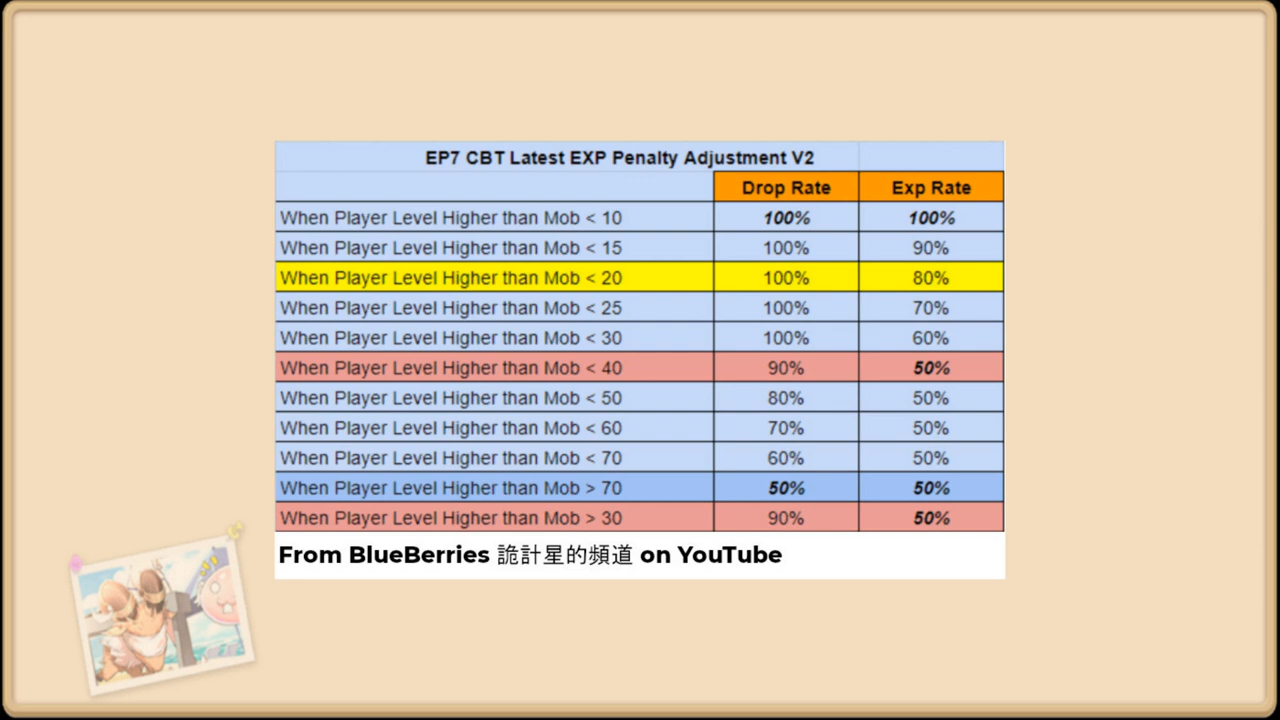 EP7 CBT Latest EXP Penalty Adjustment V2
Drop Rate Exp Rate
When Player Level Higher than Mob < 10 100% 100%
When Player Level Higher than Mob < 15 100% 90%
When Player Level Higher than Mob < 20 100% 80%
When Player Level Higher than Mob < 25 100% 70%
When Player Level Higher than Mob < 30 100% 60%
When Player Level Higher than Mob < 40 90% 50%
When Player Level Higher than Mob < 50 80% 50%
When Player Level Higher than Mob < 60 70% 50%
When Player Level Higher than Mob < 70 60% 50%
When Player Level Higher than Mob > 70 50% 50%
When Player Level Higher than Mob > 30 90% 50%
From BlueBerries 詭計星的頻道 on YouTube